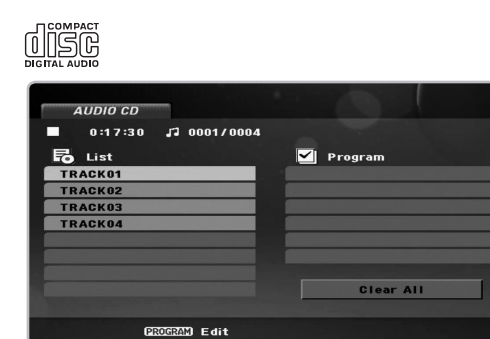 COMPACT
disc
DIGITAL AUDIO
AUDIO CD
0:17:30 0001/0004
List
Program
TRACK01
TRACK02
TRACK03
TRACK04
Clear All
PROGRAM Edit